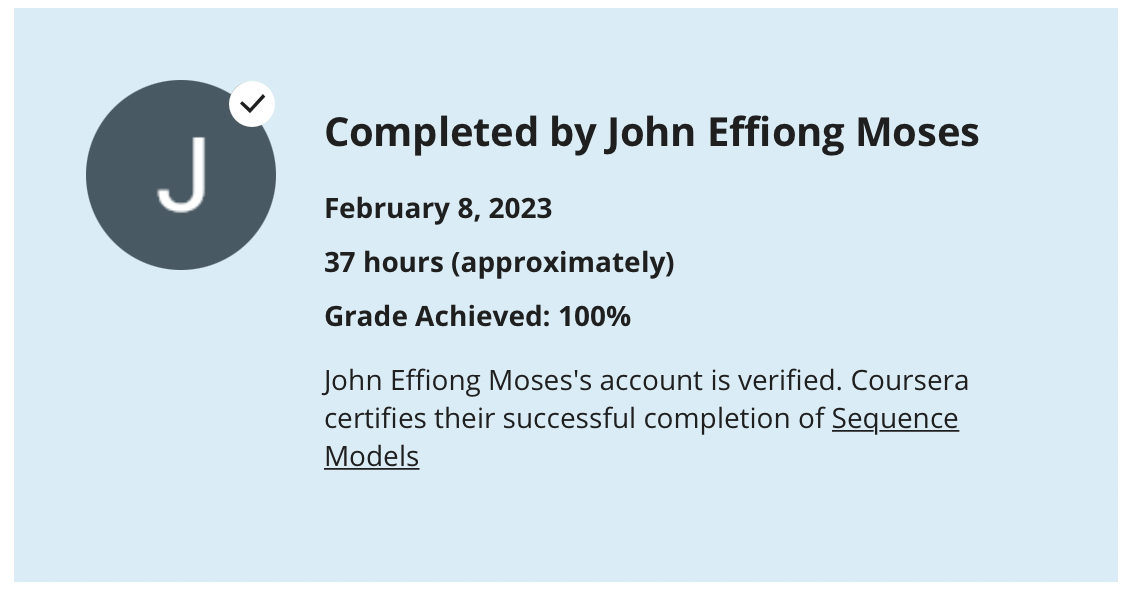 J
Completed by John Effiong Moses
February 8, 2023
37 hours (approximately)
Grade Achieved: 100%
John Effiong Moses's account is verified. Coursera
certifies their successful completion of Sequence
Models